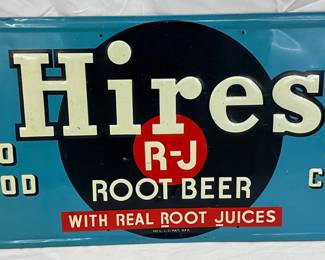 Hires
R-J
ROOT BEER
WITH REAL ROOT JUICES